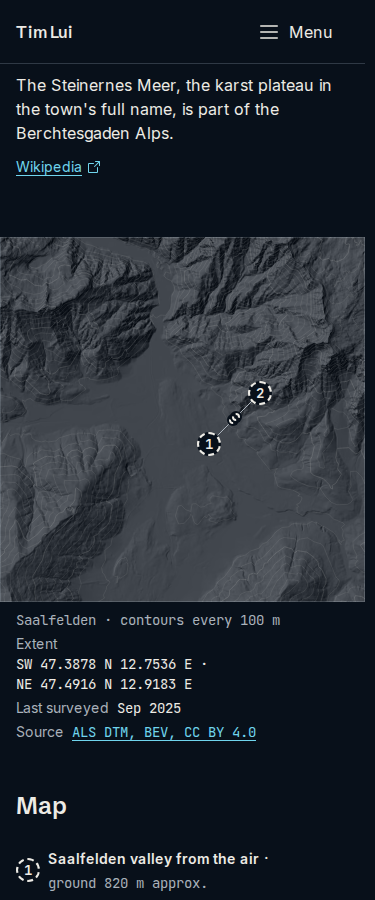 Tim Lui
Menu
The Steinernes Meer, the karst plateau in
the town's full name, is part of the
Berchtesgaden Alps.
Wikipedia
2
1
Saalfelden · contours every 100 m
Extent
SW 47.3878 N 12.7536 E ·
NE 47.4916 N 12.9183 E
Last surveyed Sep 2025
Source ALS DTM, BEV, CC BY 4.0
Map
1 Saalfelden valley from the air ·
ground 820 m approx.